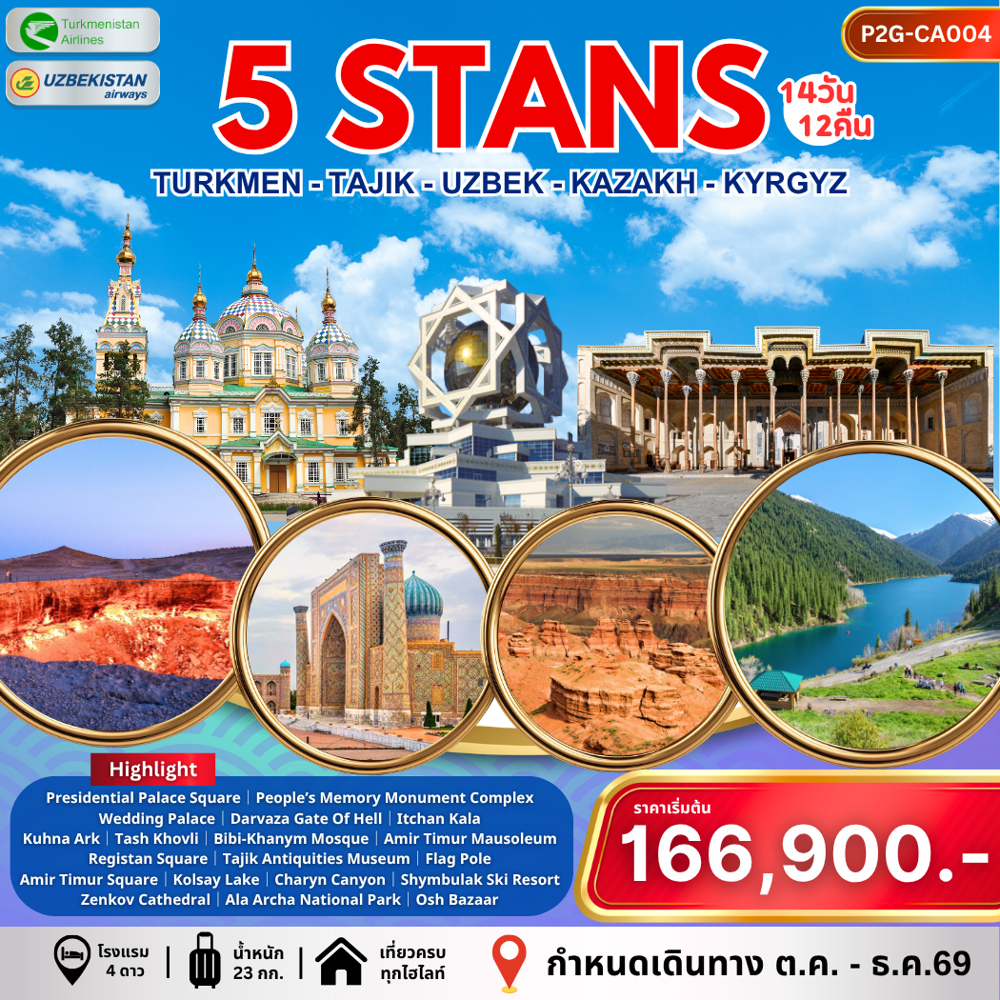 Turkmenistan
Airlines
UZBEKISTAN
airways
P2G-CA004
5 STANS
14วัน
12คืน
TURKMEN - TAJIK - UZBEK - KAZAKH - KYRGYZ
Highlight
Presidential Palace Square | People's Memory Monument Complex
Wedding Palace | Darvaza Gate Of Hell | Itchan Kala
Kuhna Ark | Tash Khovli | Bibi-Khanym Mosque | Amir Timur Mausoleum
Registan Square | Tajik Antiquities Museum | Flag Pole
Amir Timur Square | Kolsay Lake | Charyn Canyon | Shymbulak Ski Resort
Zenkov Cathedral | Ala Archa National Park | Osh Bazaar
ราคาเริ่มต้น
166,900.-
โรงแรม
4 ดาว
น้ำหนัก
23 กก.
เที่ยวครบ
ทุกไฮไลท์
กำหนดเดินทาง ต.ค. - ธ.ค.69